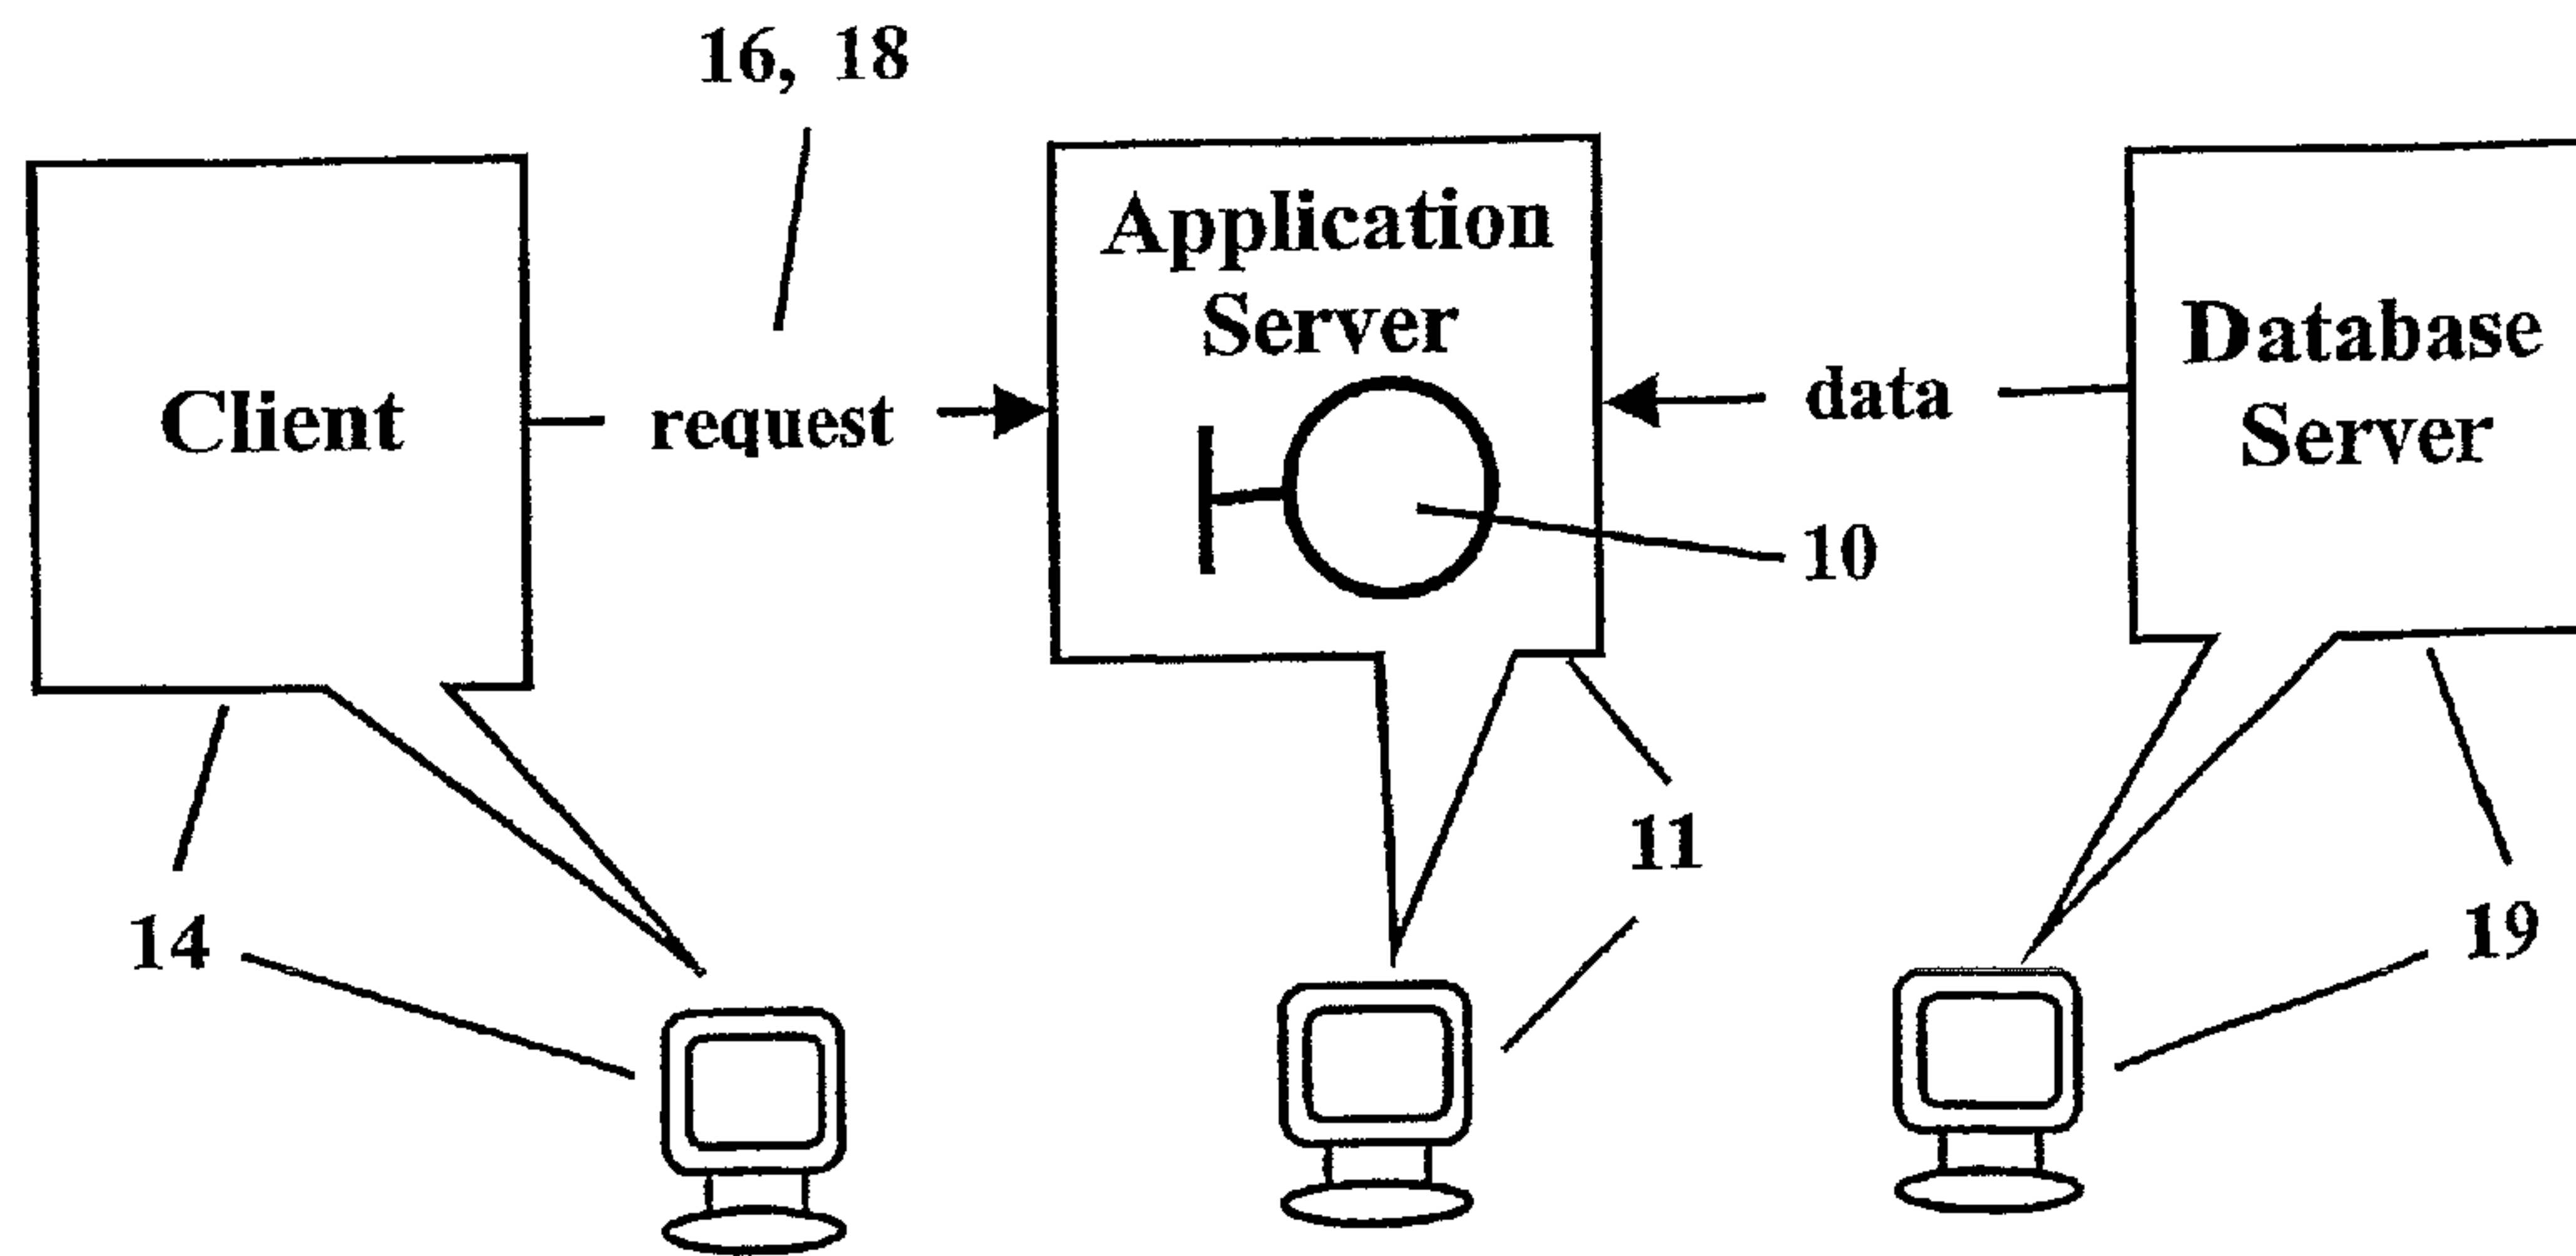 16, 18
Client
request
Application
Server
data
Database
Server
10
11
14
19